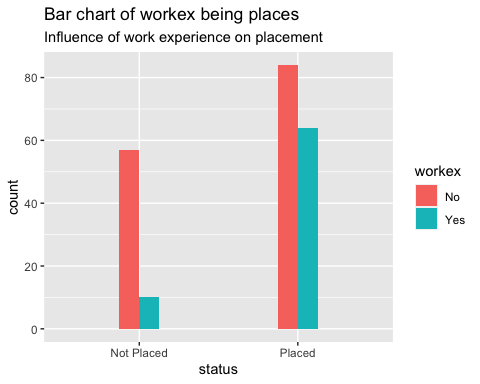 Bar chart of workex being places
Influence of work experience on placement
80
60
40
20
0
count
Not Placed
Placed
status
workex
No
Yes